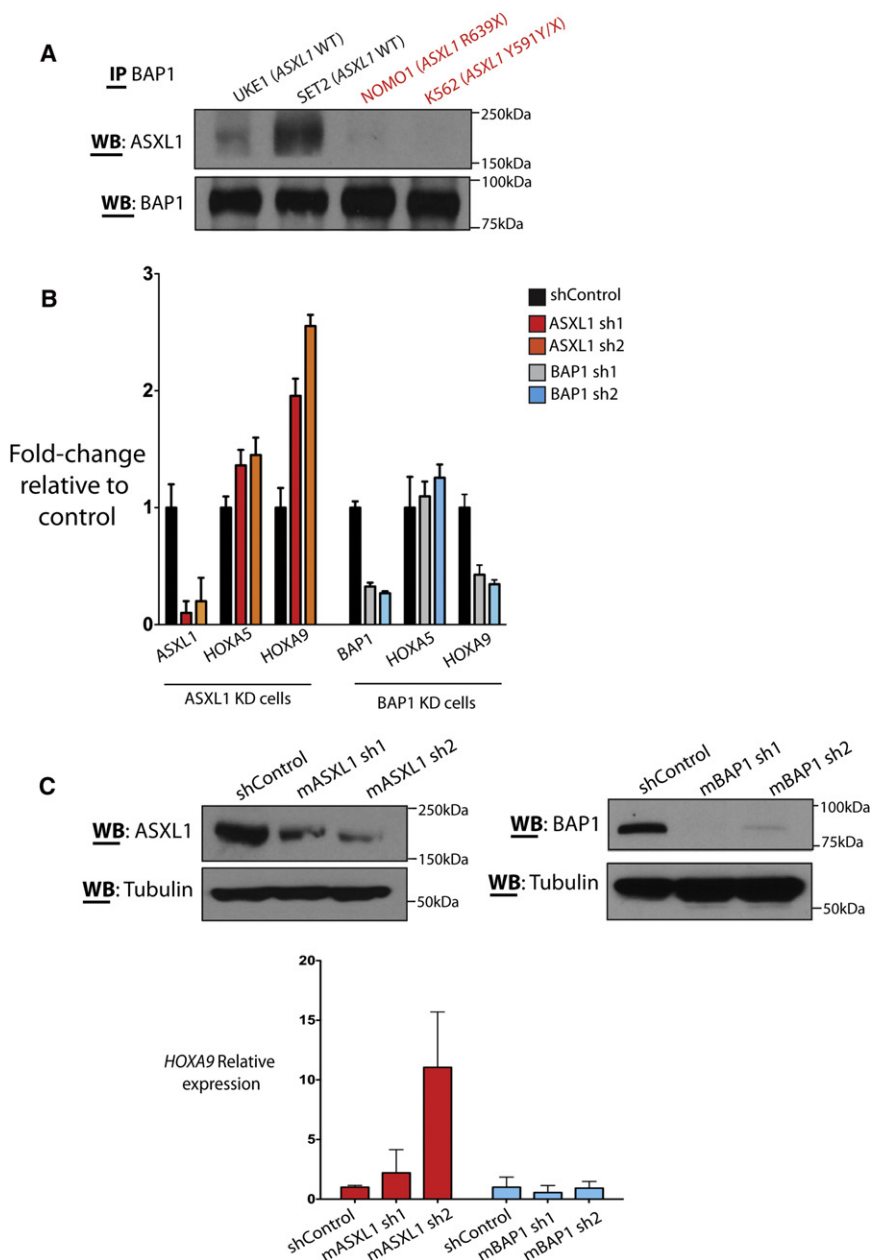 A
IP BAP1
UKE1 (ASXL1 WT)
SET2 (ASXL1 WT)
NOMO1 (ASXL1 R639X)
K562 (ASXL1 Y591Y/X)
WB: ASXL1
250kDa
150kDa
WB: BAP1
100kDa
75kDa
B
3
2
1
0
Fold-change
relative to
control
shControl
ASXL1 sh1
ASXL1 sh2
BAP1 sh1
BAP1 sh2
ASXL1
HOXA5
HOXA9
BAP1
HOXA5
HOXA9
ASXL1 KD cells
BAP1 KD cells
C
shControl
mASXL1 sh1
mASXL1 sh2
WB: ASXL1
250kDa
150kDa
WB: Tubulin
50kDa
shControl
mBAP1 sh1
mBAP1 sh2
WB: BAP1
100kDa
75kDa
WB: Tubulin
50kDa
20
15
10
5
0
HOXA9 Relative
expression
shControl
mASXL1 sh1
mASXL1 sh2
shControl
mBAP1 sh1
mBAP1 sh2